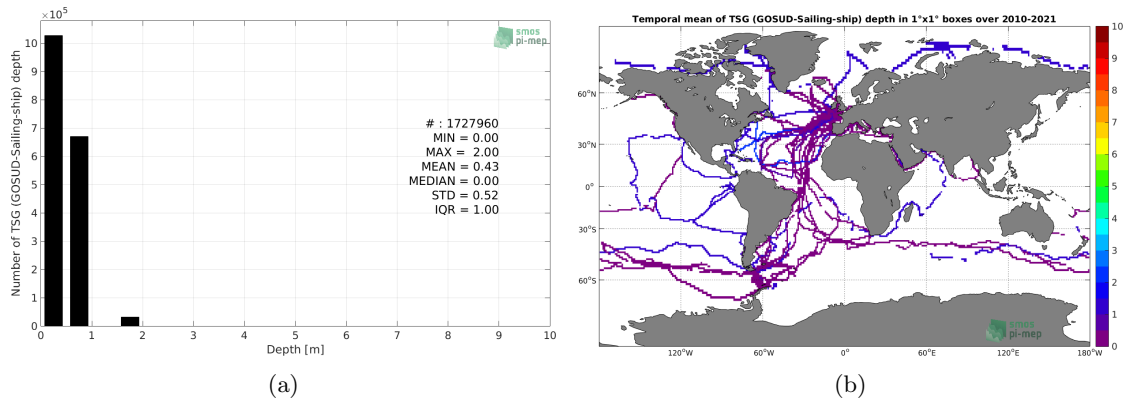 ×10⁵
10
9
8
7
6
5
4
3
2
1
0
Number of TSG (GOSUD-Sailing-ship) depth
smos
pi-mep
# : 1727960
MIN = 0.00
MAX = 2.00
MEAN = 0.43
MEDIAN = 0.00
STD = 0.52
IQR = 1.00
0 1 2 3 4 5 6 7 8 9 10
Depth [m]
(a)
Temporal mean of TSG (GOSUD-Sailing-ship) depth in 1°x1° boxes over 2010-2021
60°N
30°N
0°
30°S
60°S
120°W 60°W 0° 60°E 120°E 180°W
smos
pi-mep
10
9
8
7
6
5
4
3
2
1
0
(b)